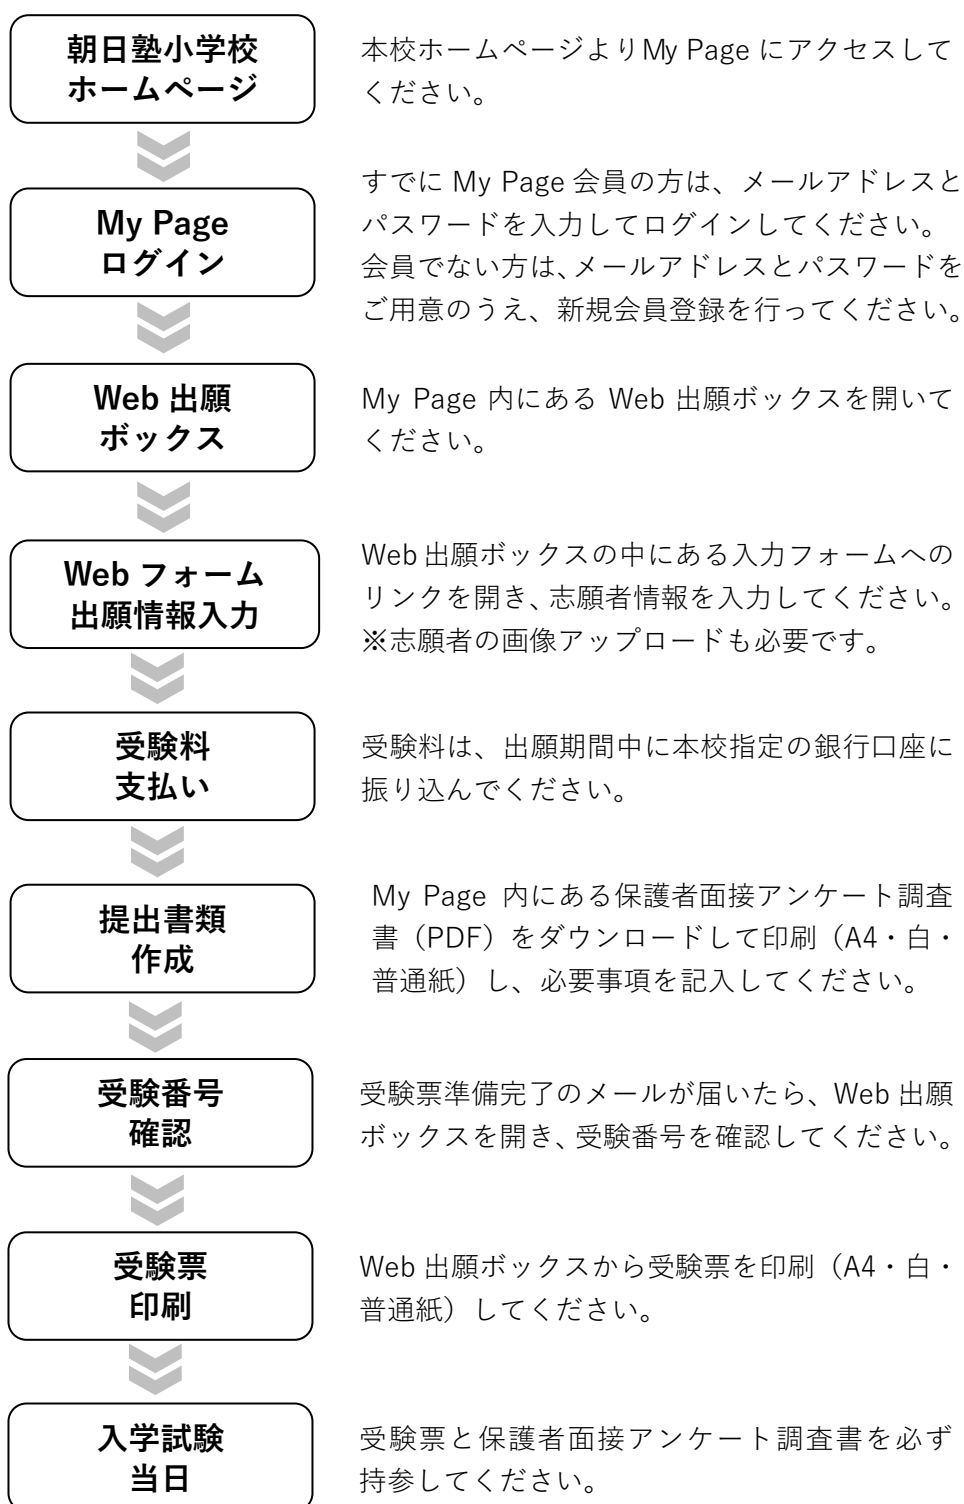 朝日塾小学校
ホームページ
本校ホームページよりMy Page にアクセスして
ください。
My Page
ログイン
すでに My Page 会員の方は、メールアドレスと
パスワードを入力してログインしてください。
会員でない方は、メールアドレスとパスワードを
ご用意のうえ、新規会員登録を行ってください。
Web 出願
ボックス
My Page 内にある Web 出願ボックスを開いて
ください。
Web フォーム
出願情報入力
Web 出願ボックスの中にある入力フォームへの
リンクを開き、志願者情報を入力してください。
※志願者の画像アップロードも必要です。
受験料
支払い
受験料は、出願期間中に本校指定の銀行口座に
振り込んでください。
提出書類
作成
My Page 内にある保護者面接アンケート調査
書（PDF）をダウンロードして印刷（A4・白・
普通紙）し、必要事項を記入してください。
受験番号
確認
受験票準備完了のメールが届いたら、Web 出願
ボックスを開き、受験番号を確認してください。
受験票
印刷
Web 出願ボックスから受験票を印刷（A4・白・
普通紙）してください。
入学試験
当日
受験票と保護者面接アンケート調査書を必ず
持参してください。